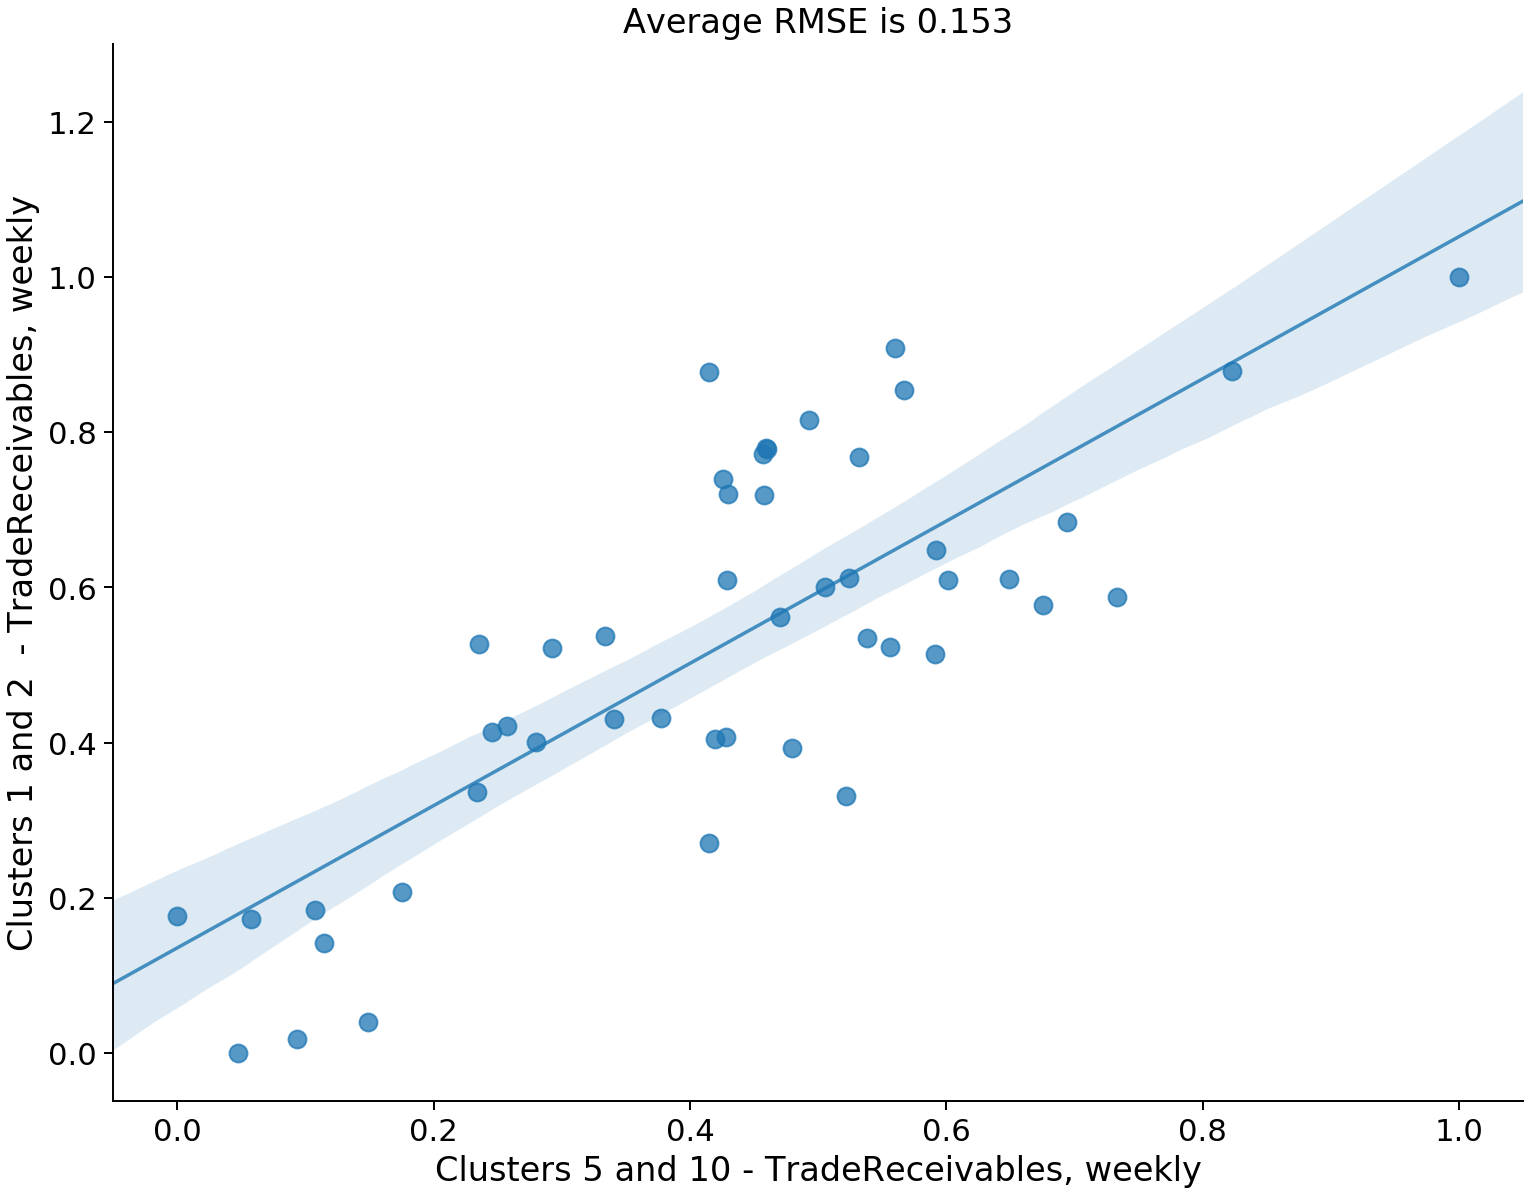 Average RMSE is 0.153
Clusters 1 and 2  - TradeReceivables, weekly
1.2
1.0
0.8
0.6
0.4
0.2
0.0
0.0 0.2 0.4 0.6 0.8 1.0
Clusters 5 and 10 - TradeReceivables, weekly